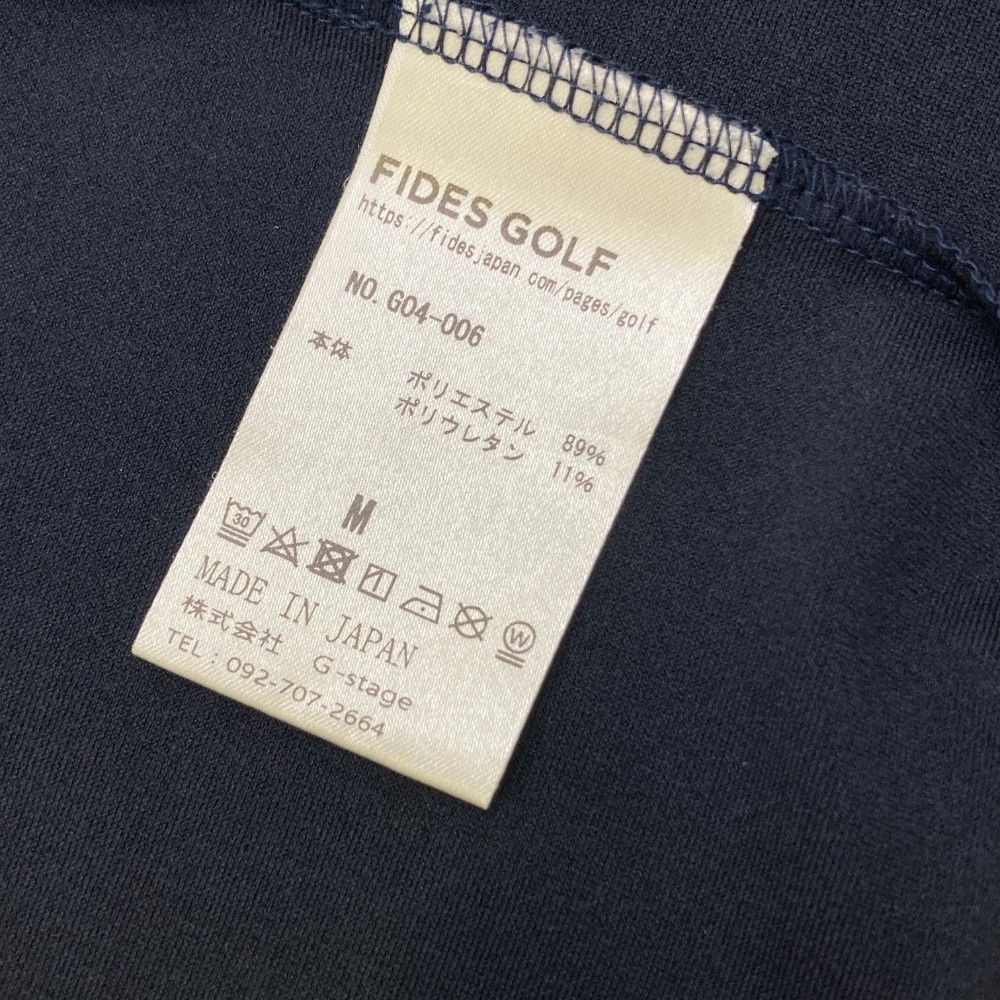 FIDES GOLF
https://fidesjapan.com/pages/golf
NO. G04-006
本体
ポリエステル 89%
ポリウレタン 11%
M
30
W
MADE IN JAPAN
株式会社 G-stage
TEL:092-707-2664